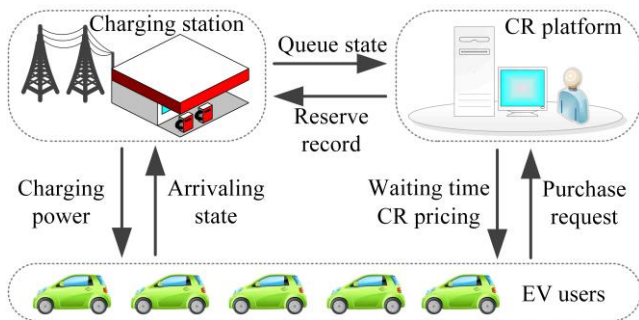 Charging station
CR platform
Queue state
Reserve
record
Charging
power
Arrivaling
state
Waiting time
CR pricing
Purchase
request
EV users